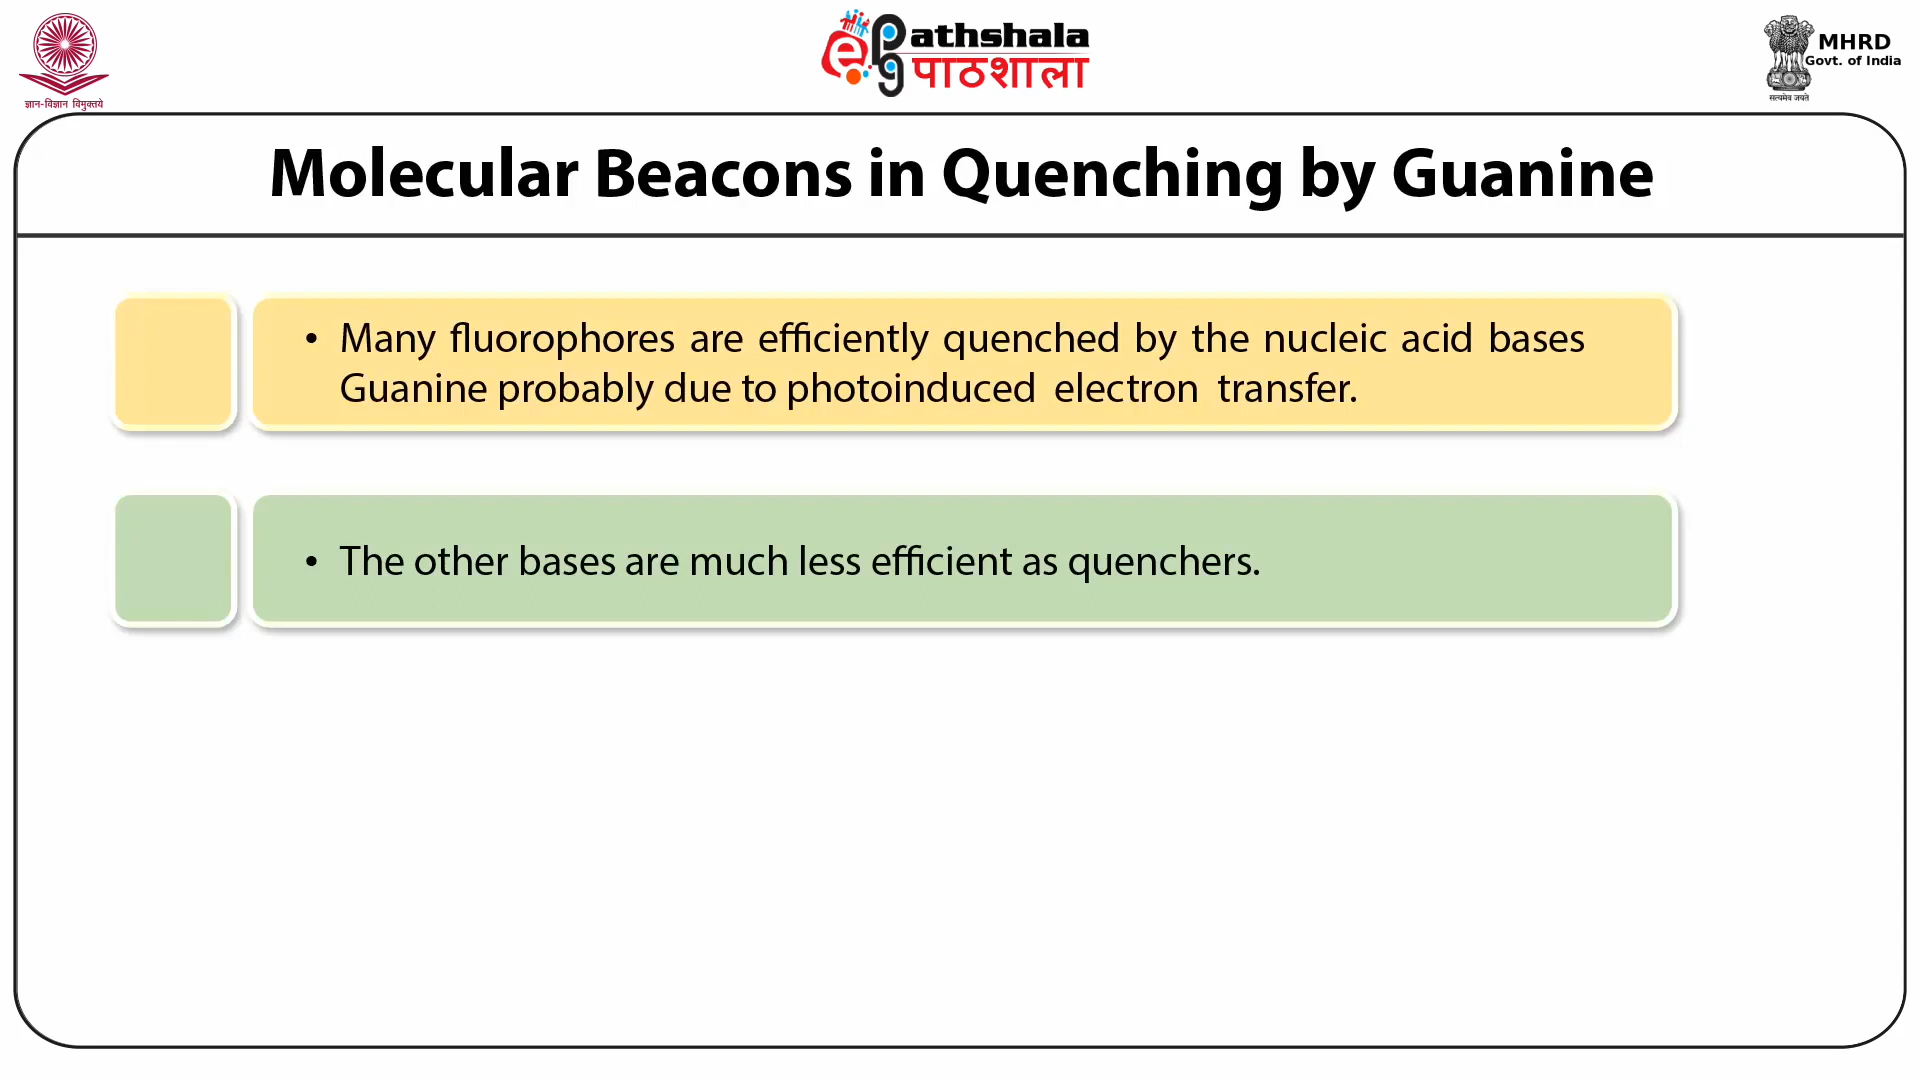 ज्ञान-विज्ञान विमुक्तये
ePg
athshala
पाठशाला
MHRD
Govt. of India
सत्यमेव जयते
Molecular Beacons in Quenching by Guanine
• Many fluorophores are efficiently quenched by the nucleic acid bases
Guanine probably due to photoinduced electron transfer.
• The other bases are much less efficient as quenchers.